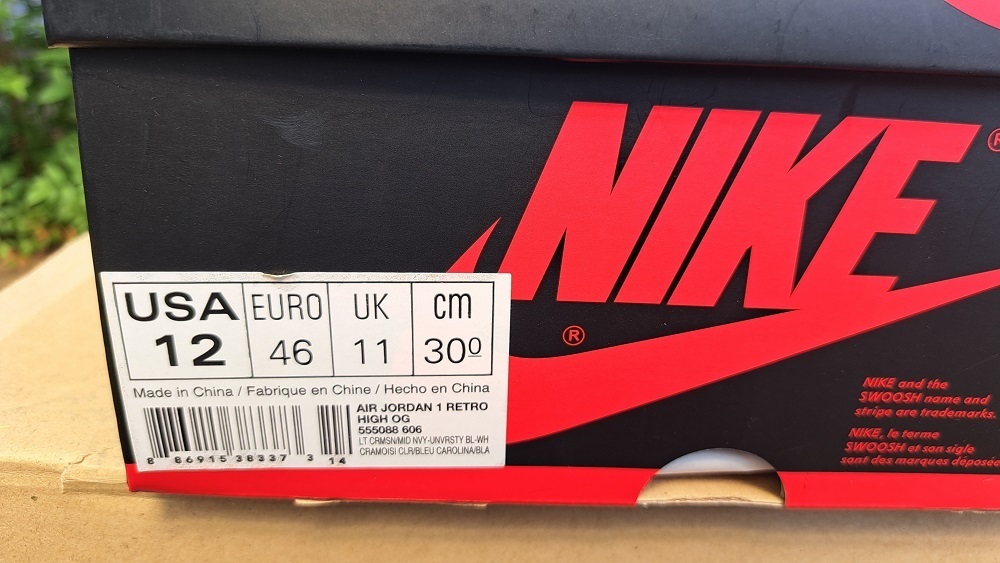 NIKE®
®
USA EURO UK cm
12 46 11 30º
Made in China / Fabrique en Chine / Hecho en China
AIR JORDAN 1 RETRO
HIGH OG
555088 606
LT CRMSN/MID NVY-UNVRSTY BL-WH
CRAMOISI CLR/BLEU CAROLINA/BLA
8 86915 38337 3 14
NIKE and the
SWOOSH name and
stripe are trademarks.
NIKE, le terme
SWOOSH et son sigle
sont des marques déposée